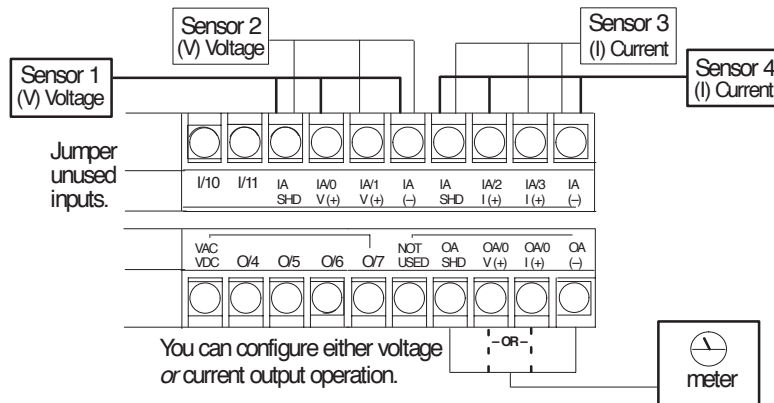 Sensor 2
(V) Voltage
Sensor 3
(I) Current
Sensor 1
(V) Voltage
Sensor 4
(I) Current
Jumper
unused
inputs.
I/10 I/11 IA IA/0 IA/1 IA IA IA/2 IA/3 IA
SHD V (+) V (+) (–) SHD I (+) I (+) (–)
VAC NOT OA OA/0 OA/0 OA
VDC O/4 O/5 O/6 O/7 USED SHD V (+) I (+) (–)
– OR –
You can configure either voltage
or current output operation.
meter